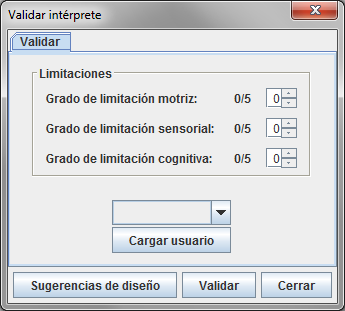 Validar intérprete
Validar
Limitaciones
Grado de limitación motriz: 0/5 0
Grado de limitación sensorial: 0/5 0
Grado de limitación cognitiva: 0/5 0
Cargar usuario
Sugerencias de diseño Validar Cerrar